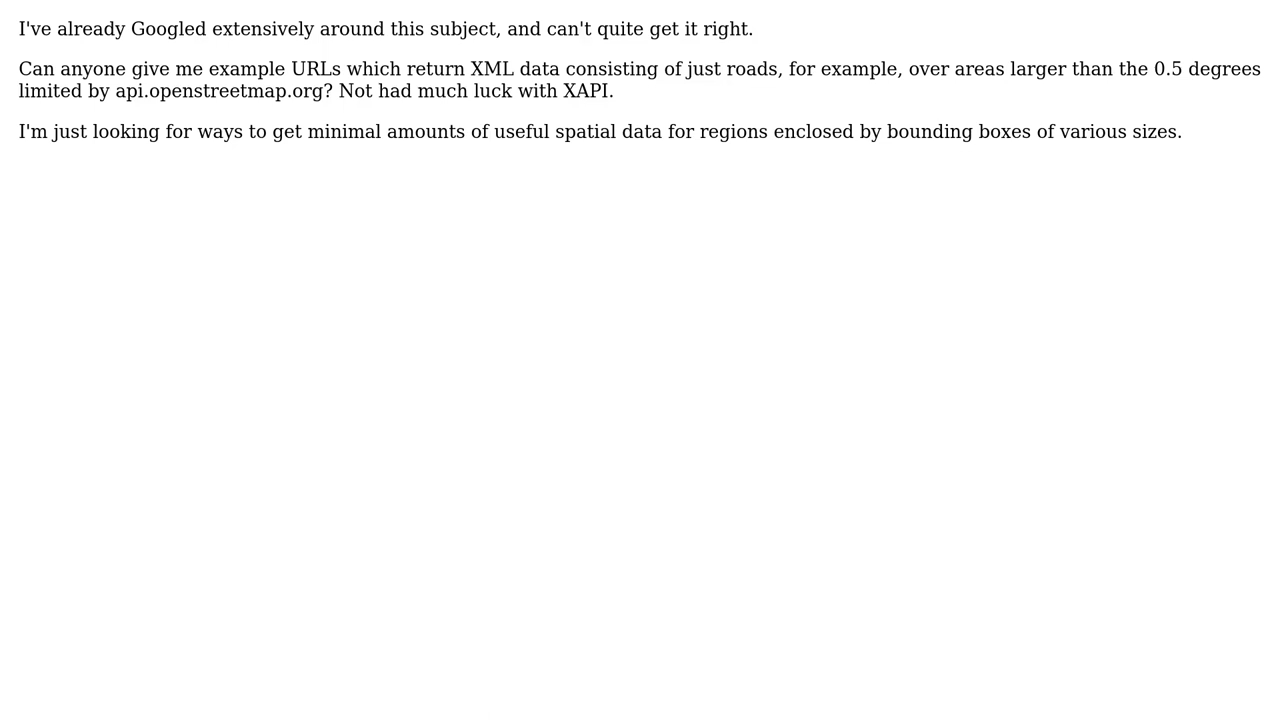 I've already Googled extensively around this subject, and can't quite get it right.
Can anyone give me example URLs which return XML data consisting of just roads, for example, over areas larger than the 0.5 degrees
limited by api.openstreetmap.org? Not had much luck with XAPI.
I'm just looking for ways to get minimal amounts of useful spatial data for regions enclosed by bounding boxes of various sizes.